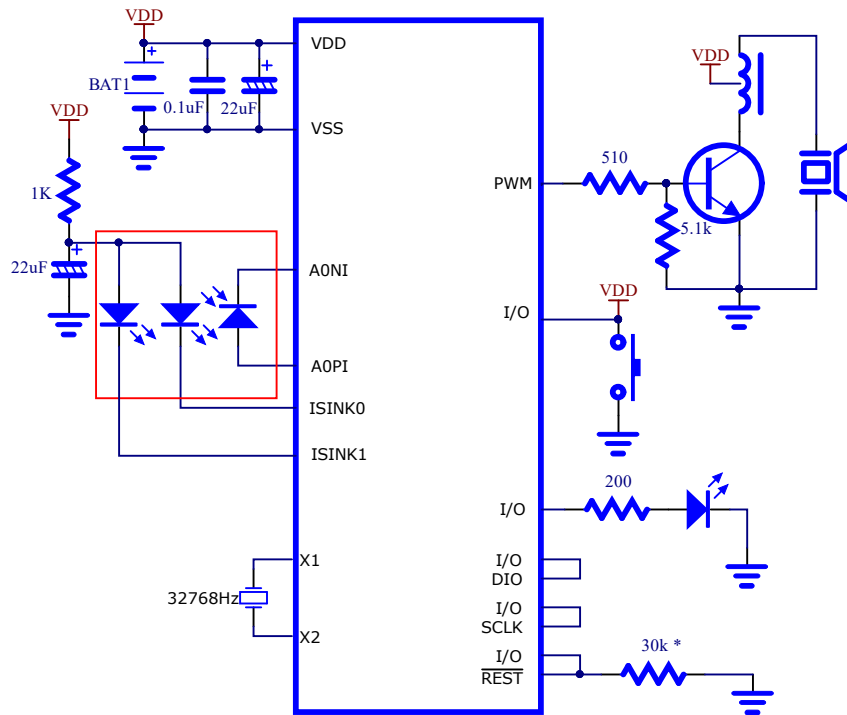 VDD
VDD
BAT1
0.1uF
22uF
VSS
VDD
1K
22uF
A0NI
A0PI
ISINK0
ISINK1
X1
32768Hz
X2
VDD
PWM
510
5.1k
I/O
VDD
I/O
200
I/O
DIO
I/O
SCLK
I/O
REST
30k *